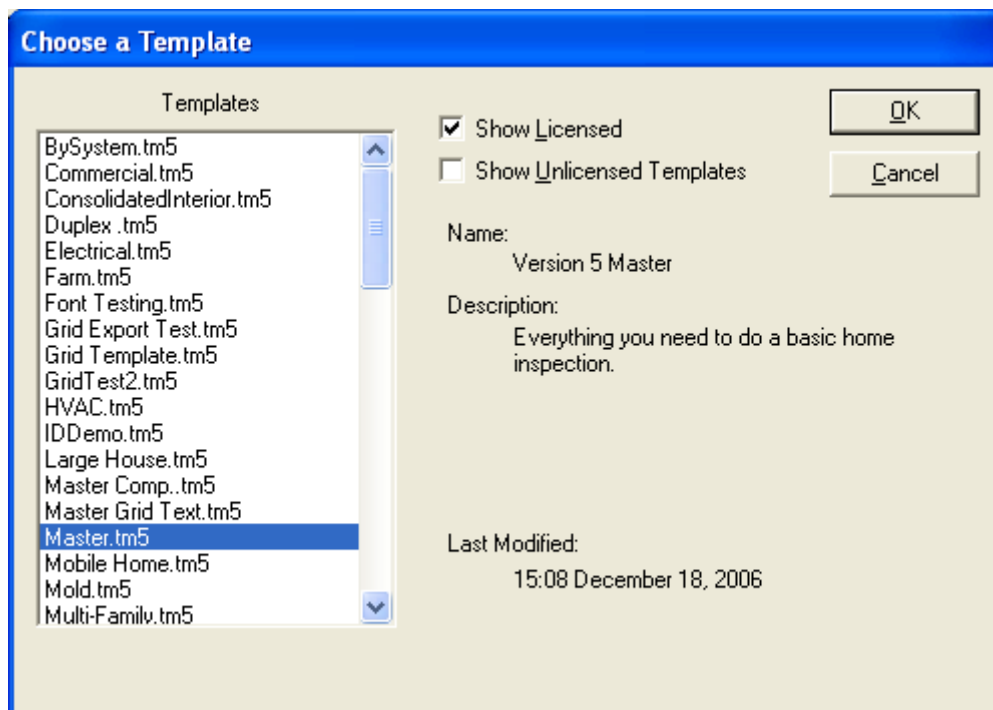 Choose a Template
Templates
BySystem.tm5
Commercial.tm5
ConsolidatedInterior.tm5
Duplex .tm5
Electrical.tm5
Farm.tm5
Font Testing.tm5
Grid Export Test.tm5
Grid Template.tm5
GridTest2.tm5
HVAC.tm5
IDDemo.tm5
Large House.tm5
Master Comp..tm5
Master Grid Text.tm5
Master.tm5
Mobile Home.tm5
Mold.tm5
Multi-Family.tm5
Show Licensed
Show Unlicensed Templates
OK
Cancel
Name:
Version 5 Master
Description:
Everything you need to do a basic home
inspection.
Last Modified:
15:08 December 18, 2006